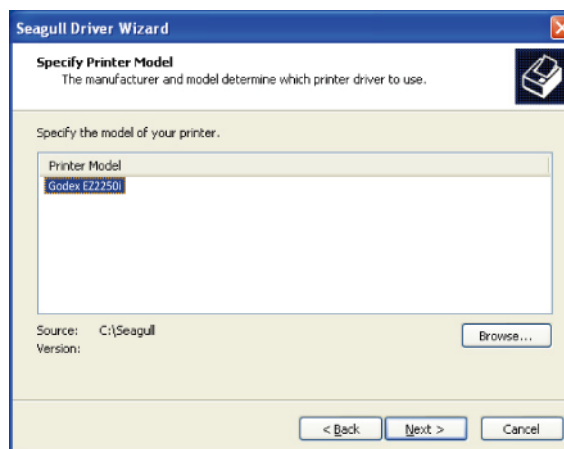 Seagull Driver Wizard
Specify Printer Model
The manufacturer and model determine which printer driver to use.
Specify the model of your printer.
Printer Model
Godex EZ2250i
Source: C:\Seagull
Version:
Browse...
< Back
Next >
Cancel